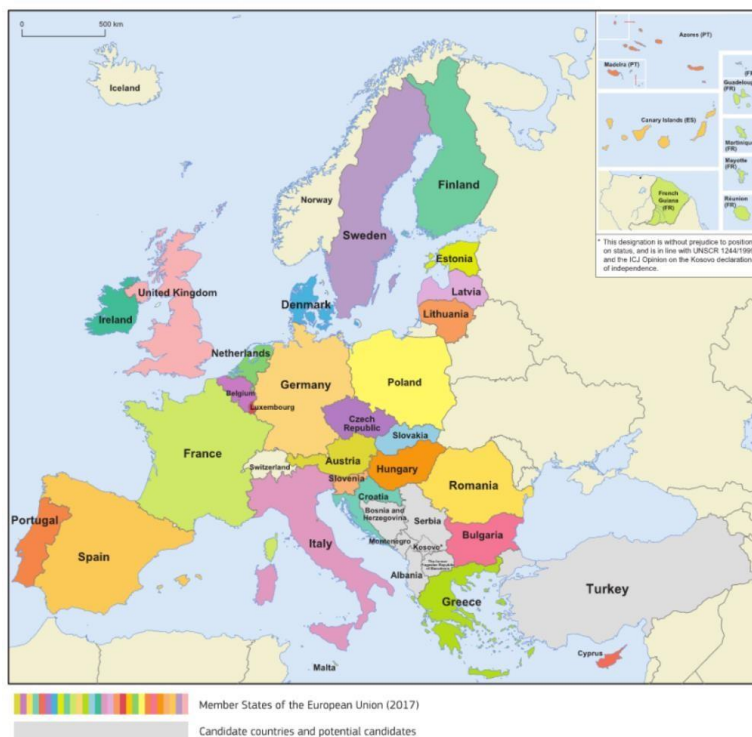 0 500 km
Iceland
Norway
Sweden
Finland
Estonia
Latvia
Lithuania
Denmark
United Kingdom
Ireland
Netherlands
Belgium
Luxembourg
Germany
Poland
Czech
Republic
Slovakia
France
Switzerland
Austria
Hungary
Slovenia
Croatia
Romania
Bosnia and
Herzegovina
Serbia
Montenegro
Kosovo*
Bulgaria
Albania
Portugal
Spain
Italy
Greece
Turkey
Malta
Cyprus
Azores (PT)
Madeira (PT)
(FR
Guadeloup
(FR)
Canary Islands (ES)
Martinique
(FR)
Mayotte
(FR)
French
Guiana
(FR)
Réunion
(FR)
* This designation is without prejudice to position
on status, and is in line with UNSCR 1244/1999
and the ICJ Opinion on the Kosovo declaration
of independence.
Member States of the European Union (2017)
Candidate countries and potential candidates